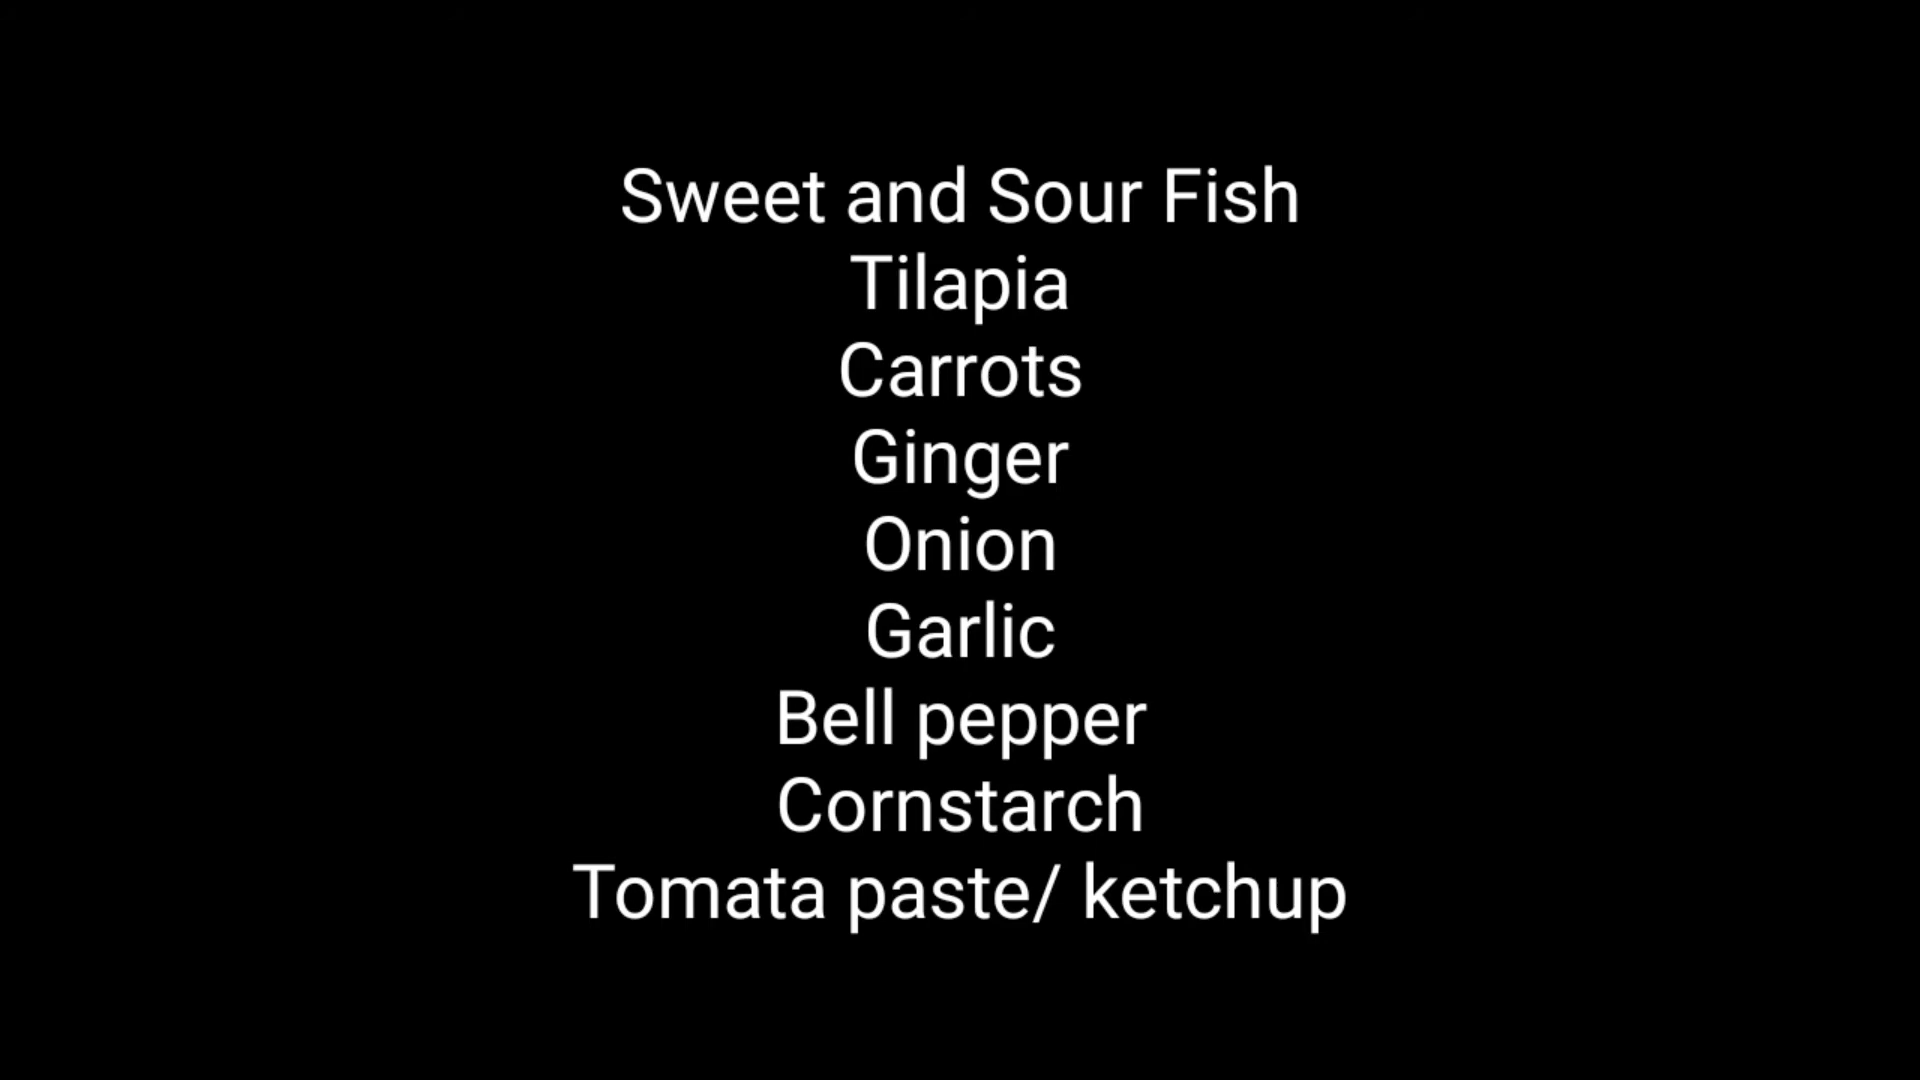 Sweet and Sour Fish
Tilapia
Carrots
Ginger
Onion
Garlic
Bell pepper
Cornstarch
Tomata paste/ ketchup